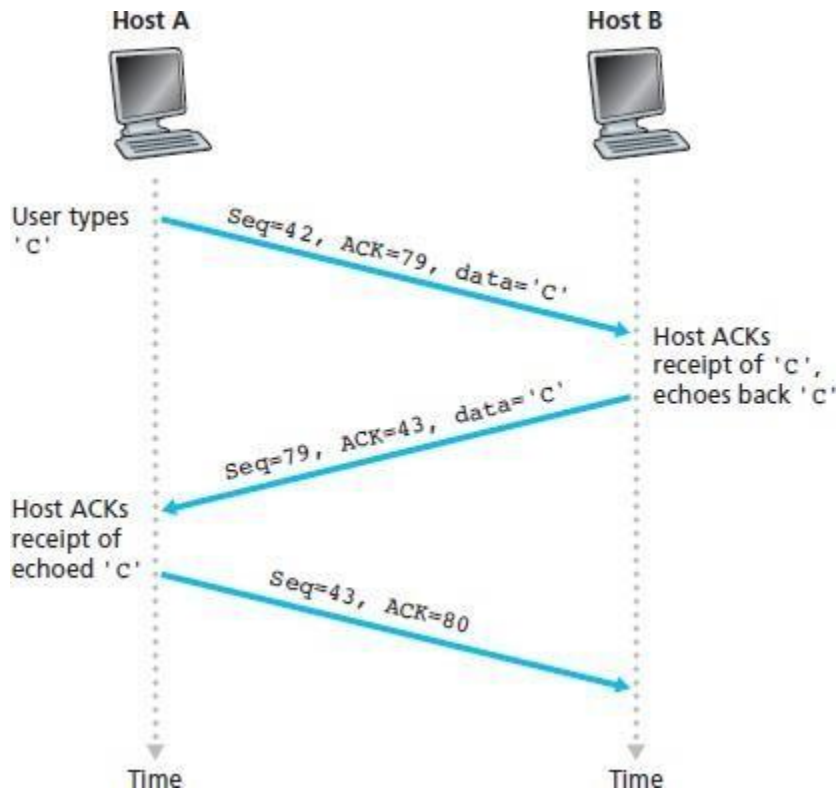 Host A
Host B
User types
'C'
Seq=42, ACK=79, data='C'
Host ACKs
receipt of 'C',
echoes back 'C'
Seq=79, ACK=43, data='C'
Host ACKs
receipt of
echoed 'C'
Seq=43, ACK=80
Time
Time